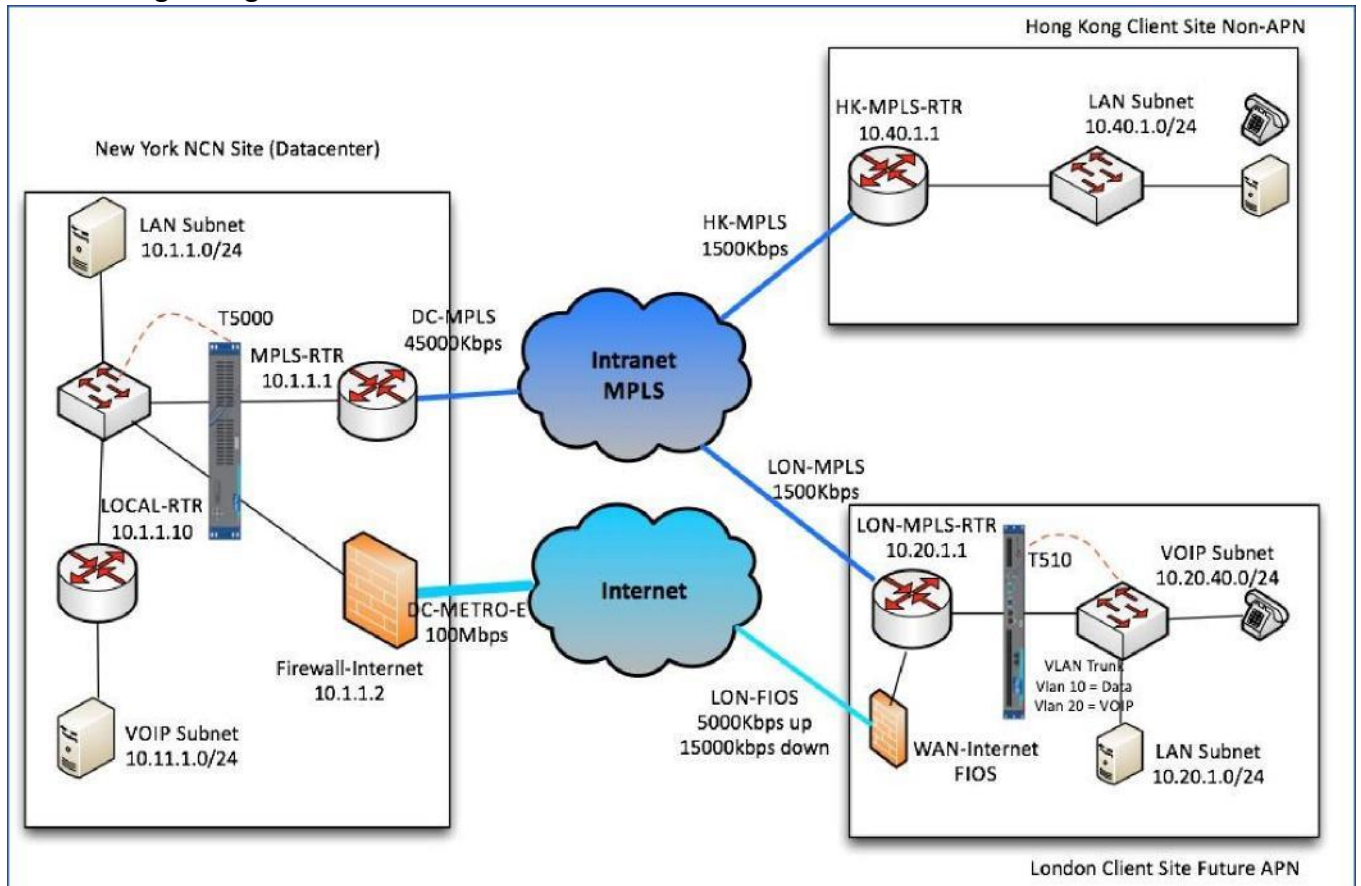 Hong Kong Client Site Non-APN
HK-MPLS-RTR
10.40.1.1
LAN Subnet
10.40.1.0/24
New York NCN Site (Datacenter)
LAN Subnet
10.1.1.0/24
HK-MPLS
1500Kbps
T5000
DC-MPLS
45000Kbps
MPLS-RTR
10.1.1.1
Intranet
MPLS
LON-MPLS
1500Kbps
LOCAL-RTR
10.1.1.10
LON-MPLS-RTR
10.20.1.1
T510
VOIP Subnet
10.20.40.0/24
Internet
DC-METRO-E
100Mbps
Firewall-Internet
10.1.1.2
VLAN Trunk
Vlan 10 = Data
Vlan 20 = VOIP
LON-FIOS
5000Kbps up
15000kbps down
VOIP Subnet
10.11.1.0/24
WAN-Internet
FIOS
LAN Subnet
10.20.1.0/24
London Client Site Future APN